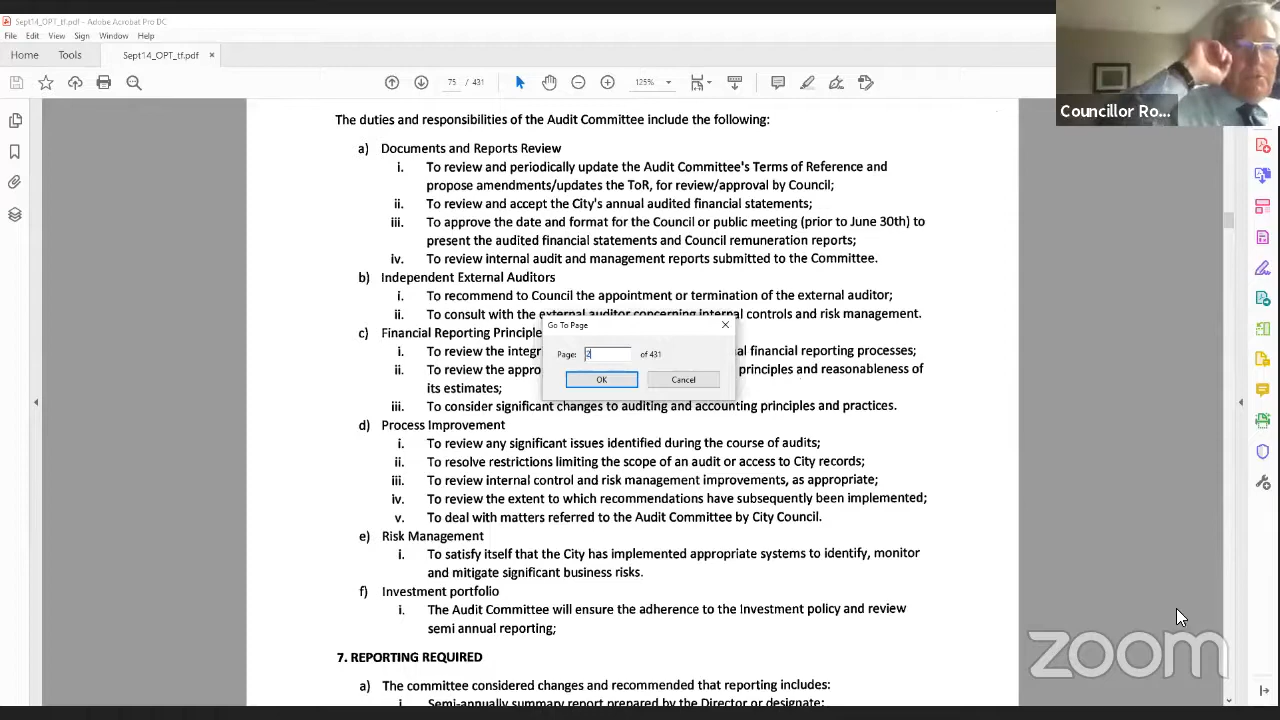 Sept14_OPT_tf.pdf - Adobe Acrobat Pro DC
File Edit View Sign Window Help
Home Tools Sept14_OPT_tf.pdf ×
75 / 431 125%
Councillor Ro...
The duties and responsibilities of the Audit Committee include the following:
a) Documents and Reports Review
i. To review and periodically update the Audit Committee's Terms of Reference and
propose amendments/updates the ToR, for review/approval by Council;
ii. To review and accept the City's annual audited financial statements;
iii. To approve the date and format for the Council or public meeting (prior to June 30th) to
present the audited financial statements and Council remuneration reports;
iv. To review internal audit and management reports submitted to the Committee.
b) Independent External Auditors
i. To recommend to Council the appointment or termination of the external auditor;
ii. To consult with the external auditor concerning internal controls and risk management.
c) Financial Reporting Principle
i. To review the integ al financial reporting processes;
ii. To review the appro principles and reasonableness of
its estimates;
iii. To consider significant changes to auditing and accounting principles and practices.
Go To Page
Page: 2 of 431
OK Cancel
d) Process Improvement
i. To review any significant issues identified during the course of audits;
ii. To resolve restrictions limiting the scope of an audit or access to City records;
iii. To review internal control and risk management improvements, as appropriate;
iv. To review the extent to which recommendations have subsequently been implemented;
v. To deal with matters referred to the Audit Committee by City Council.
e) Risk Management
i. To satisfy itself that the City has implemented appropriate systems to identify, monitor
and mitigate significant business risks.
f) Investment portfolio
i. The Audit Committee will ensure the adherence to the Investment policy and review
semi annual reporting;
7. REPORTING REQUIRED
a) The committee considered changes and recommended that reporting includes:
i. Semi-annually summary report prepared by the Director or designate;
zoom